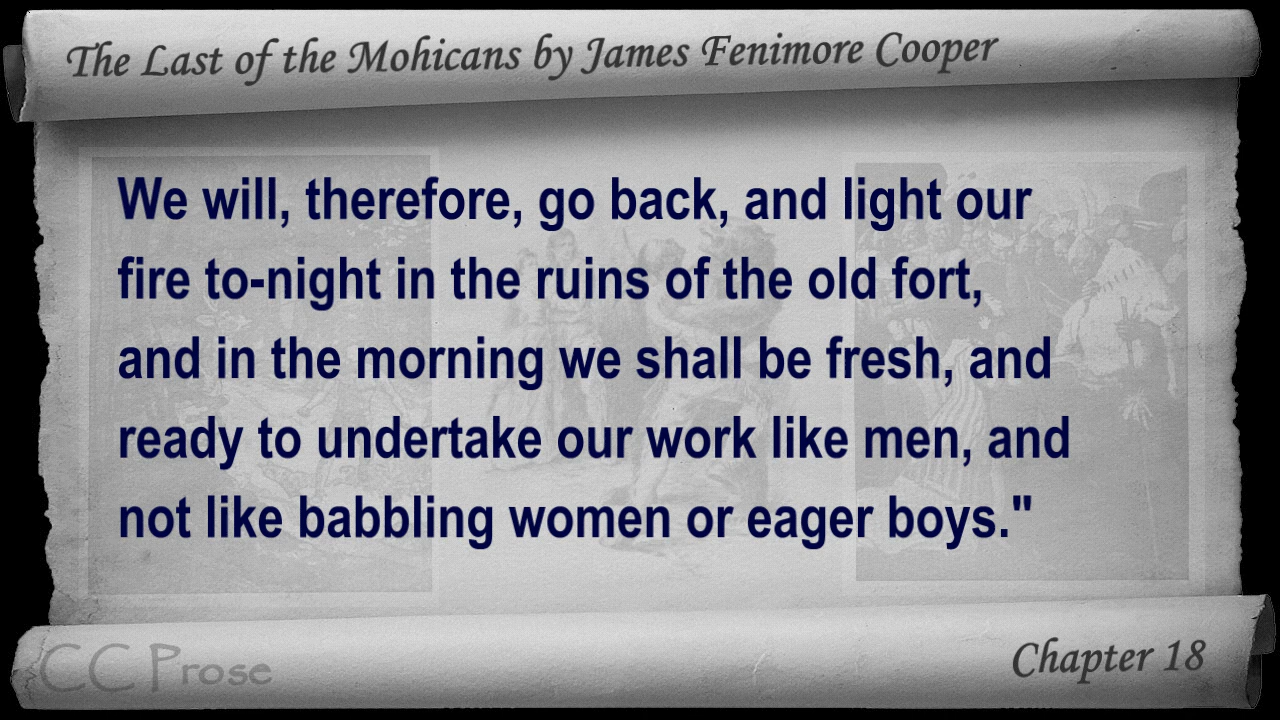 The Last of the Mohicans by James Fenimore Cooper
We will, therefore, go back, and light our
fire to-night in the ruins of the old fort,
and in the morning we shall be fresh, and
ready to undertake our work like men, and
not like babbling women or eager boys."
CC Prose
Chapter 18